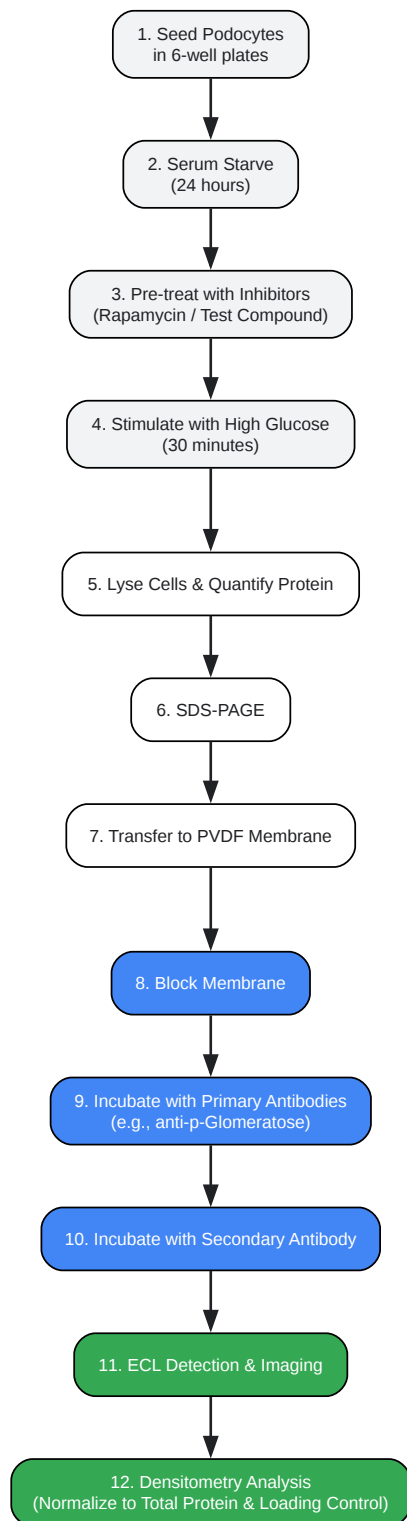 1. Seed Podocytes
in 6-well plates
2. Serum Starve
(24 hours)
3. Pre-treat with Inhibitors
(Rapamycin / Test Compound)
4. Stimulate with High Glucose
(30 minutes)
5. Lyse Cells & Quantify Protein
6. SDS-PAGE
7. Transfer to PVDF Membrane
8. Block Membrane
9. Incubate with Primary Antibodies
(e.g., anti-p-Glomeratose)
10. Incubate with Secondary Antibody
11. ECL Detection & Imaging
12. Densitometry Analysis
(Normalize to Total Protein & Loading Control)